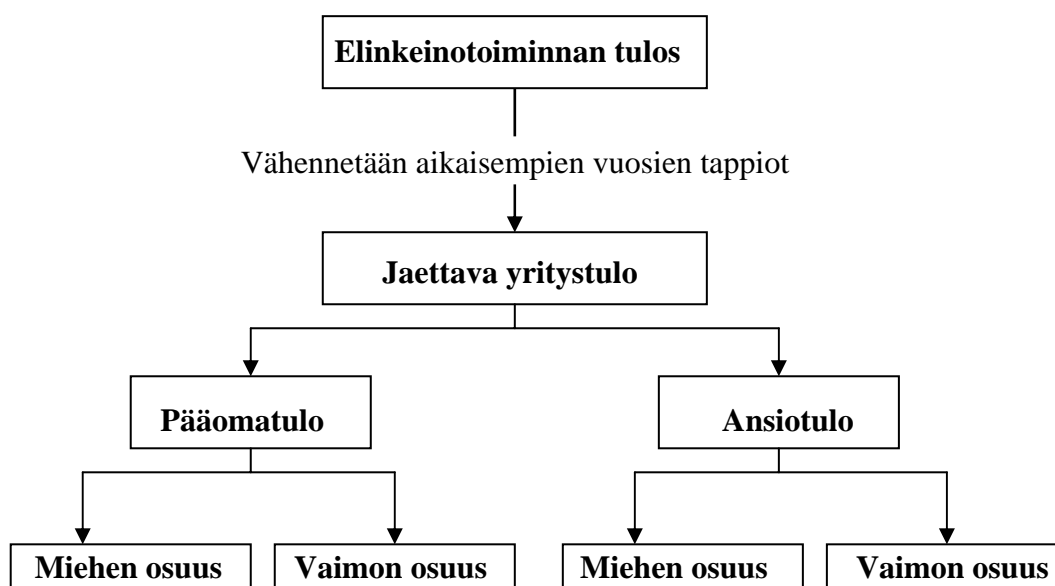 Elinkeinotoiminnan tulos
Vähennetään aikaisempien vuosien tappiot
Jaettava yritystulo
Pääomatulo
Ansiotulo
Miehen osuus
Vaimon osuus
Miehen osuus
Vaimon osuus